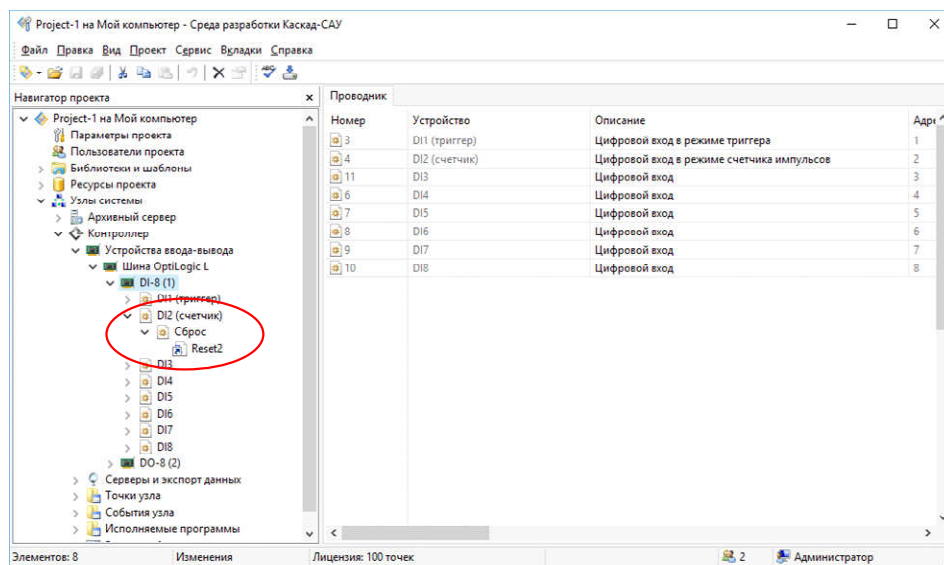 Project-1 на Мой компьютер - Среда разработки Каскад-САУ
Файл Правка Вид Проект Сервис Вкладки Справка
Навигатор проекта
Project-1 на Мой компьютер
Параметры проекта
Пользователи проекта
Библиотеки и шаблоны
Ресурсы проекта
Узлы системы
Архивный сервер
Контроллер
Устройства ввода-вывода
Шина OptiLogic L
DI-8 (1)
DI1 (триггер)
DI2 (счетчик)
Сброс
Reset2
DI3
DI4
DI5
DI6
DI7
DI8
DO-8 (2)
Серверы и экспорт данных
Точки узла
События узла
Исполняемые программы
Проводник
Номер Устройство Описание Адре
3 DI1 (триггер) Цифровой вход в режиме триггера 1
4 DI2 (счетчик) Цифровой вход в режиме счетчика импульсов 2
11 DI3 Цифровой вход 3
6 DI4 Цифровой вход 4
7 DI5 Цифровой вход 5
8 DI6 Цифровой вход 6
9 DI7 Цифровой вход 7
10 DI8 Цифровой вход 8
Элементов: 8 Изменения Лицензия: 100 точек 2 Администратор